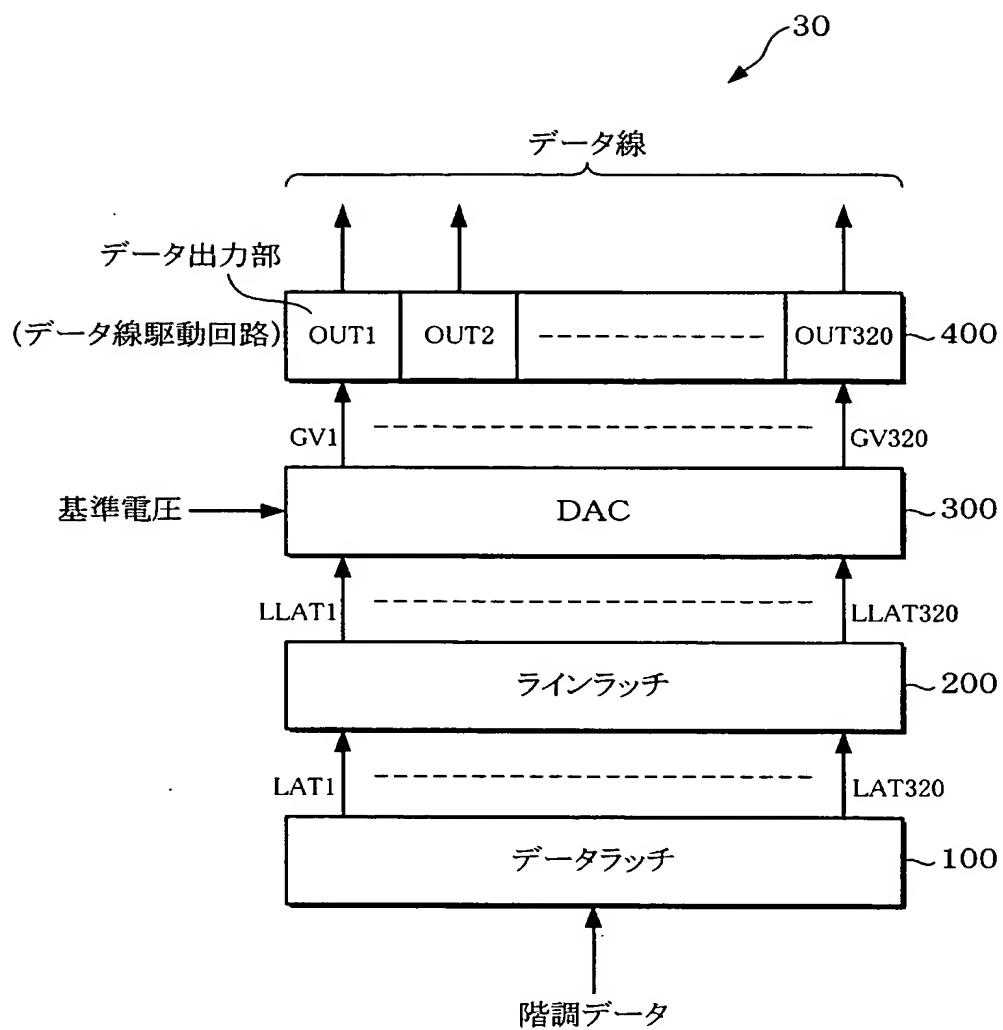 30
データ線
データ出力部
(データ線駆動回路)
OUT1
OUT2
OUT320
400
GV1
GV320
基準電圧
DAC
300
LLAT1
LLAT320
ラインラッチ
200
LAT1
LAT320
データラッチ
100
階調データ